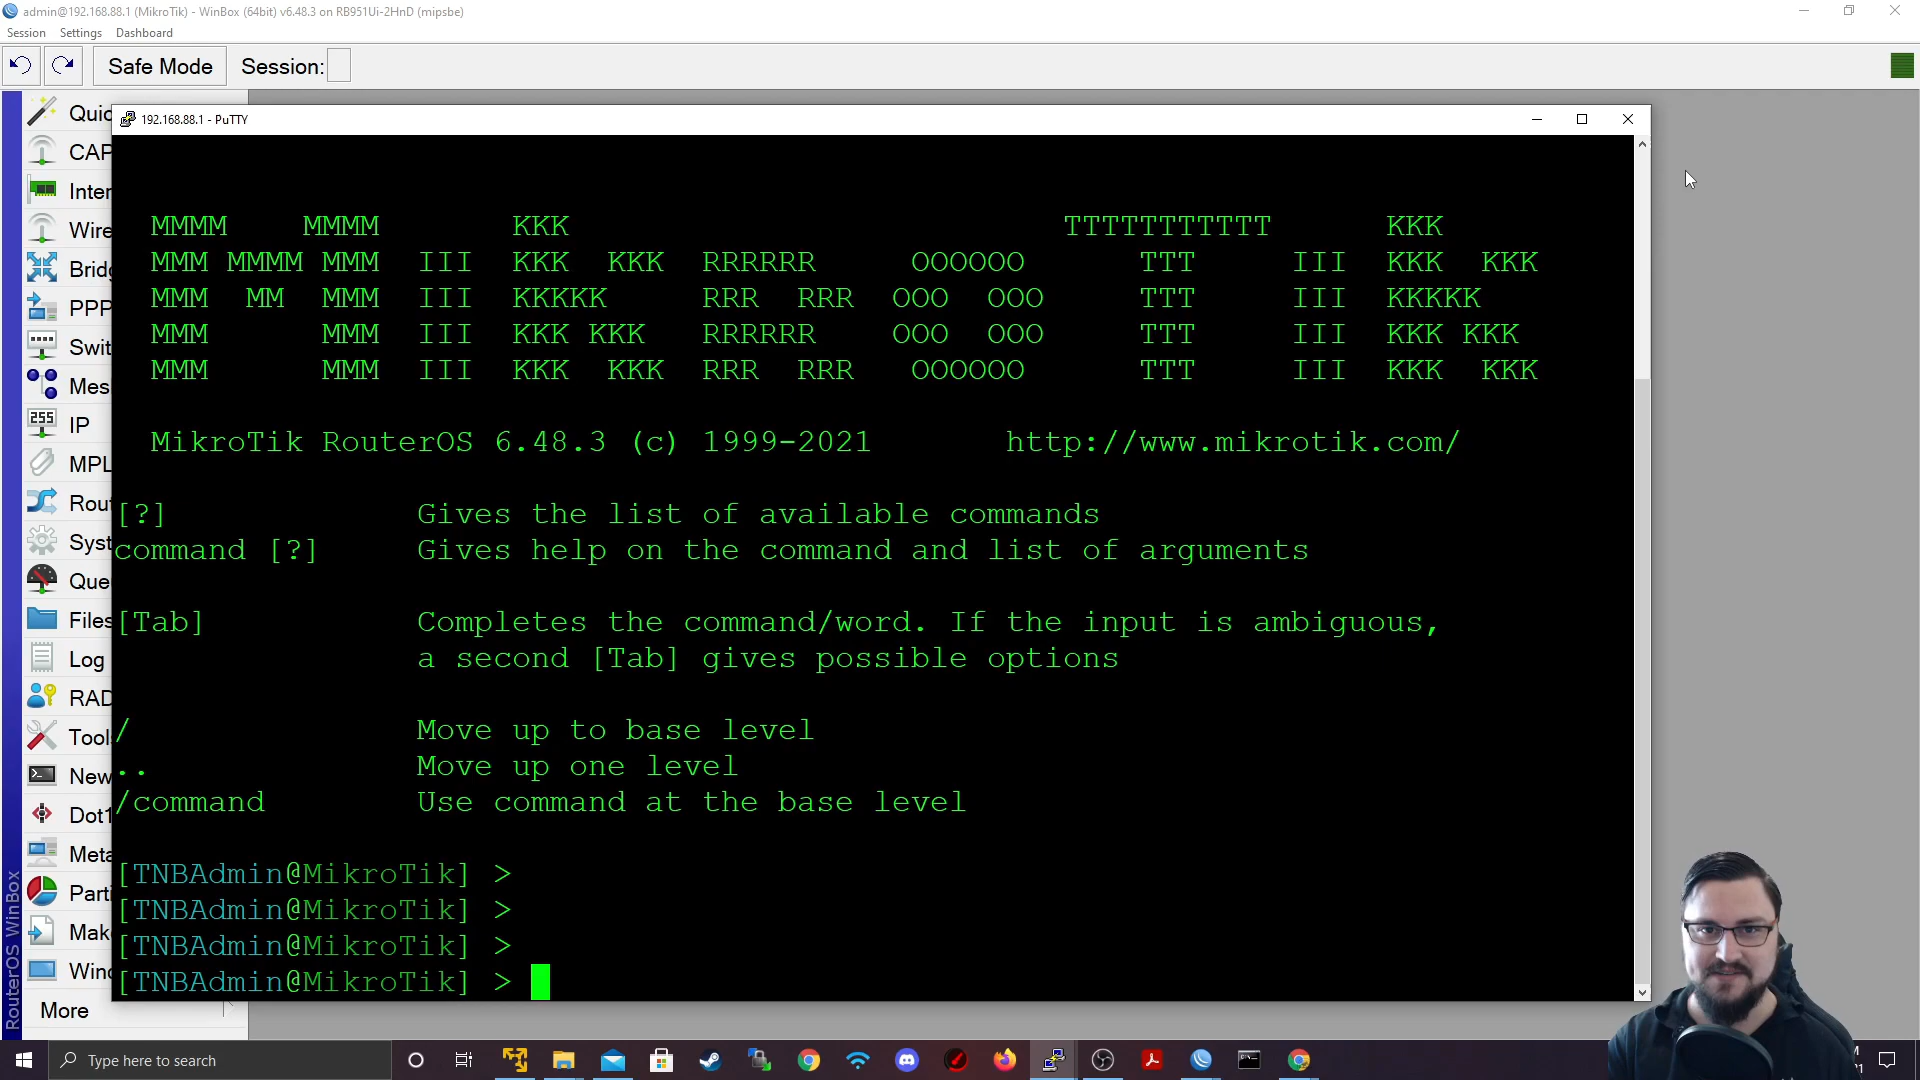 admin@192.168.88.1 (MikroTik) - WinBox (64bit) v6.48.3 on RB951Ui-2HnD (mipsbe)
Session Settings Dashboard
Safe Mode Session:
Quic
CAP
Inter
Wire
Bridg
PPP
Swit
Mes
IP
MPL
Rout
Syst
Que
Files
Log
RAD
Tool
New
Dot1
Meta
Parti
Mak
Wind
More
RouterOS WinBox
192.168.88.1 - PuTTY
MMMM MMMM KKK TTTTTTTTTTT KKK
MMM MMMM MMM III KKK KKK RRRRRR OOOOOO TTT III KKK KKK
MMM MM MMM III KKKKK RRR RRR OOO OOO TTT III KKKKK
MMM MMM III KKK KKK RRRRRR OOO OOO TTT III KKK KKK
MMM MMM III KKK KKK RRR RRR OOOOOO TTT III KKK KKK
MikroTik RouterOS 6.48.3 (c) 1999-2021 http://www.mikrotik.com/
[?] Gives the list of available commands
command [?] Gives help on the command and list of arguments
[Tab] Completes the command/word. If the input is ambiguous,
a second [Tab] gives possible options
/ Move up to base level
.. Move up one level
/command Use command at the base level
[TNBAdmin@MikroTik] >
[TNBAdmin@MikroTik] >
[TNBAdmin@MikroTik] >
[TNBAdmin@MikroTik] >
Type here to search